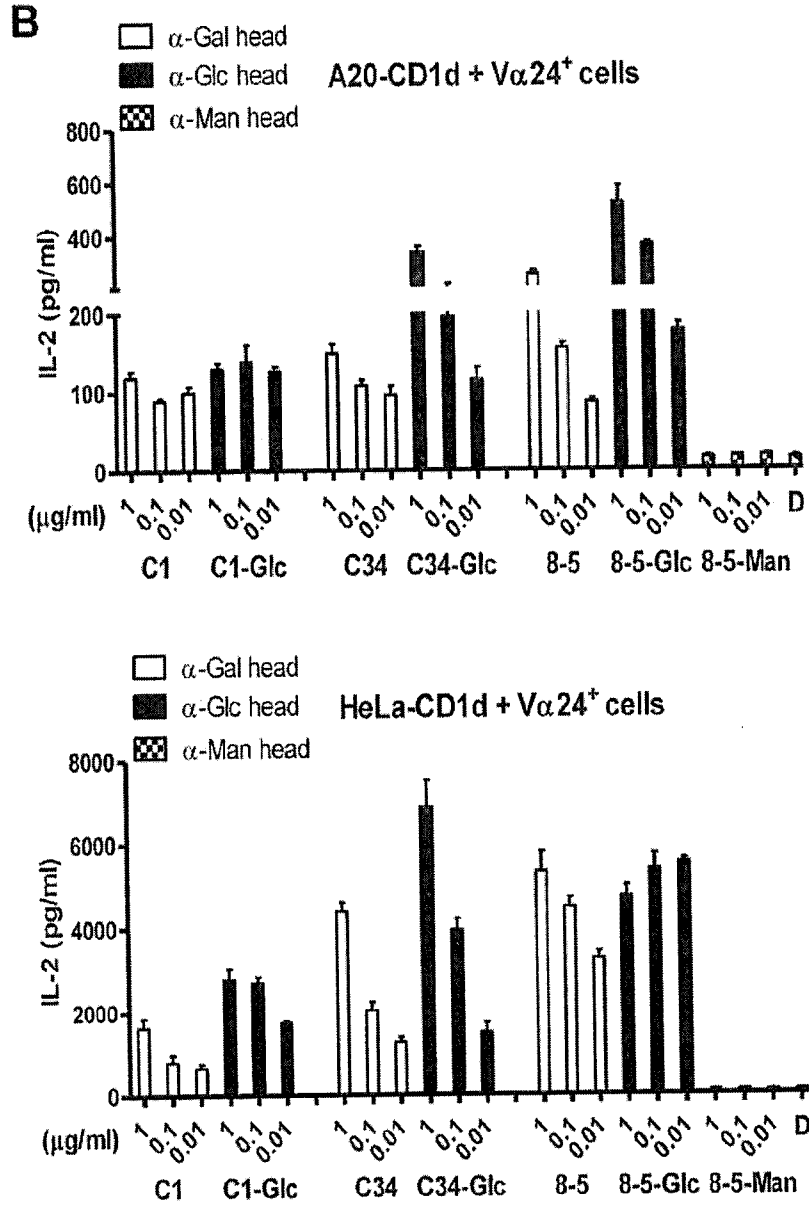 B
α-Gal head
α-Glc head
A20-CD1d + Vα24+ cells
α-Man head
800
600
400
200
100
0
IL-2 (pg/ml)
(μg/ml)
1 0.1 0.01 1 0.1 0.01 1 0.1 0.01 1 0.1 0.01 1 0.1 0.01 1 0.1 0.01 1 0.1 0.01 D
C1 C1-Glc C34 C34-Glc 8-5 8-5-Glc 8-5-Man
α-Gal head
α-Glc head
HeLa-CD1d + Vα24+ cells
α-Man head
8000
6000
4000
2000
0
IL-2 (pg/ml)
(μg/ml)
1 0.1 0.01 1 0.1 0.01 1 0.1 0.01 1 0.1 0.01 1 0.1 0.01 1 0.1 0.01 1 0.1 0.01 D
C1 C1-Glc C34 C34-Glc 8-5 8-5-Glc 8-5-Man